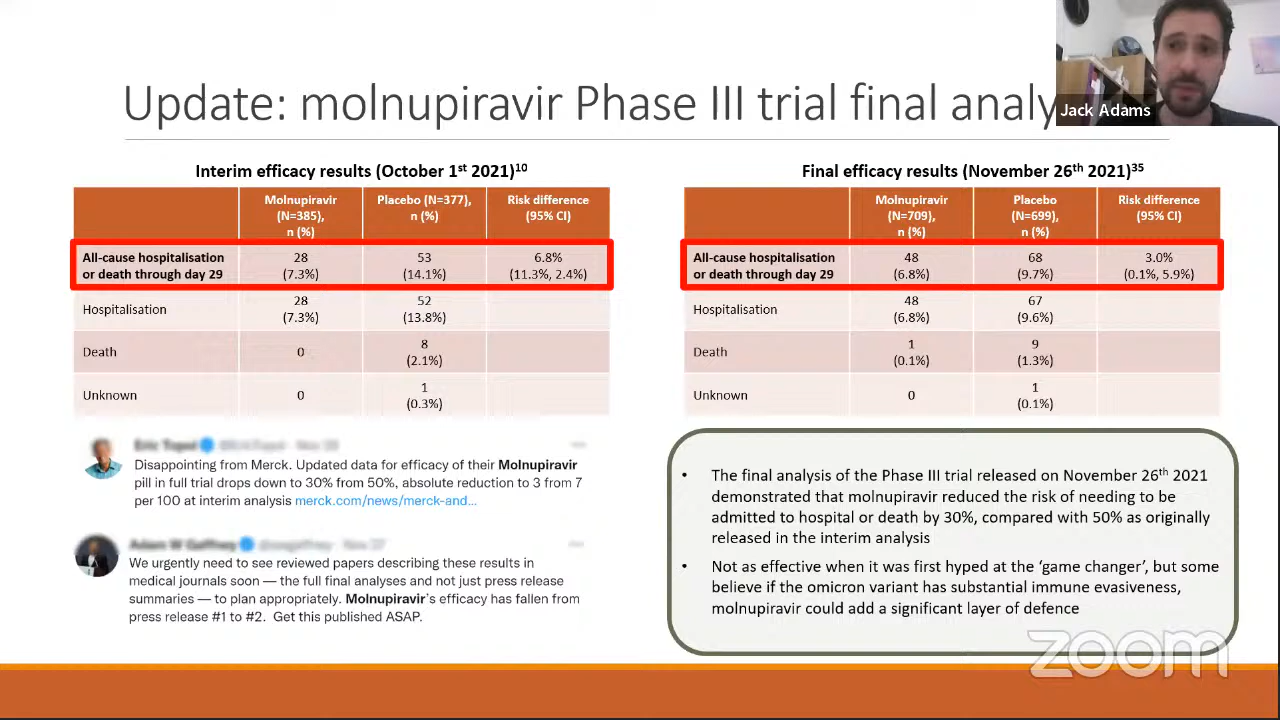 Update: molnupiravir Phase III trial final analy
Jack Adams
Interim efficacy results (October 1st 2021)10
Molnupiravir (N=385), n (%)
Placebo (N=377), n (%)
Risk difference (95% CI)
All-cause hospitalisation or death through day 29
28 (7.3%)
53 (14.1%)
6.8% (11.3%, 2.4%)
Hospitalisation
28 (7.3%)
52 (13.8%)
Death
0
8 (2.1%)
Unknown
0
1 (0.3%)
Disappointing from Merck. Updated data for efficacy of their Molnupiravir
pill in full trial drops down to 30% from 50%, absolute reduction to 3 from 7
per 100 at interim analysis merck.com/news/merck-and...
We urgently need to see reviewed papers describing these results in
medical journals soon — the full final analyses and not just press release
summaries — to plan appropriately. Molnupiravir's efficacy has fallen from
press release #1 to #2. Get this published ASAP.
Final efficacy results (November 26th 2021)35
Molnupiravir (N=709), n (%)
Placebo (N=699), n (%)
Risk difference (95% CI)
All-cause hospitalisation or death through day 29
48 (6.8%)
68 (9.7%)
3.0% (0.1%, 5.9%)
Hospitalisation
48 (6.8%)
67 (9.6%)
Death
1 (0.1%)
9 (1.3%)
Unknown
0
1 (0.1%)
• The final analysis of the Phase III trial released on November 26th 2021
demonstrated that molnupiravir reduced the risk of needing to be
admitted to hospital or death by 30%, compared with 50% as originally
released in the interim analysis
• Not as effective when it was first hyped at the 'game changer', but some
believe if the omicron variant has substantial immune evasiveness,
molnupiravir could add a significant layer of defence
zoom